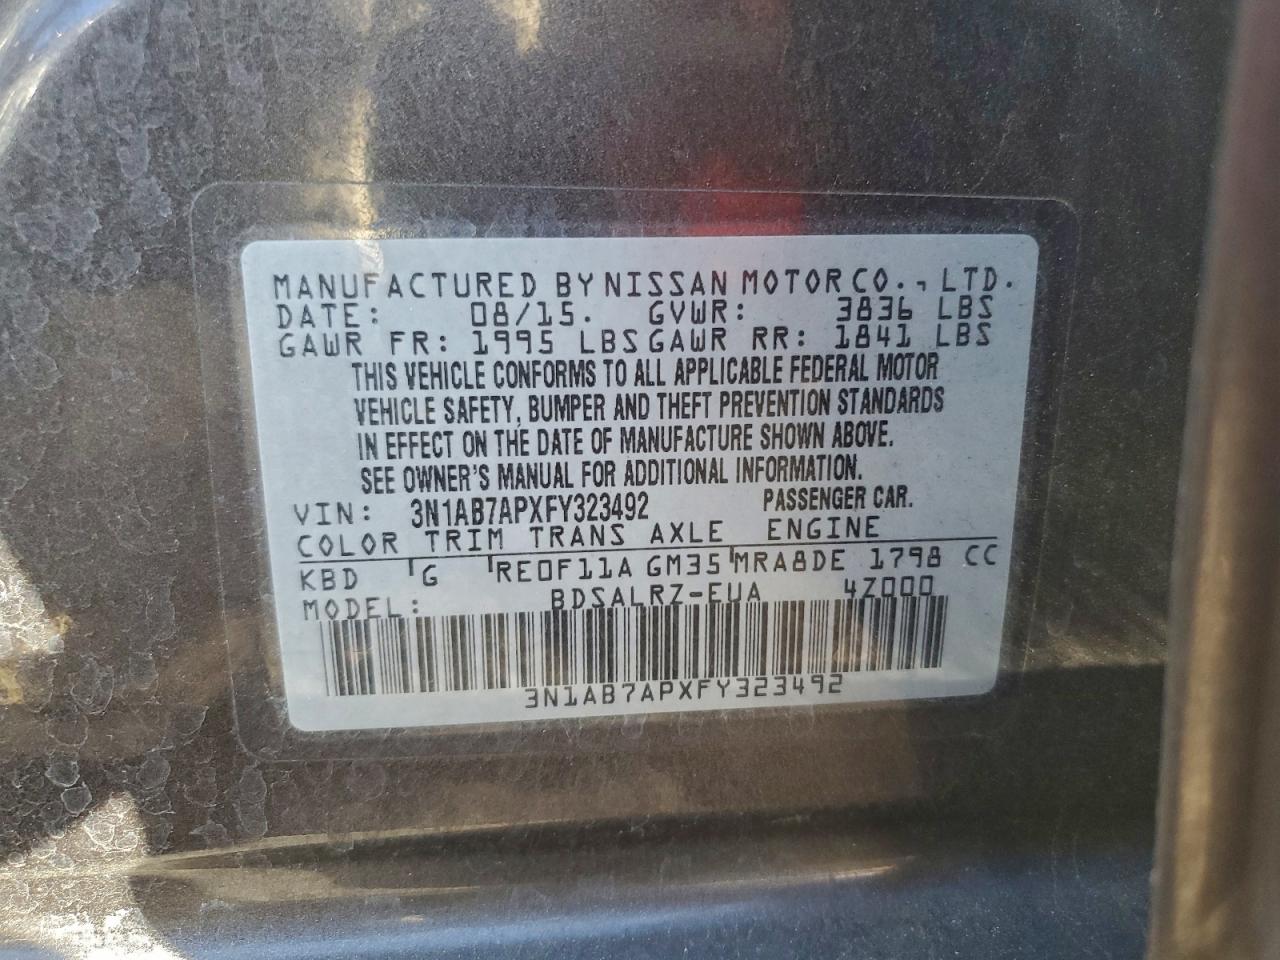 MANUFACTURED BY NISSAN MOTOR CO., LTD.
DATE: 08/15. GVWR: 3836 LBS
GAWR FR: 1995 LBS GAWR RR: 1841 LBS
THIS VEHICLE CONFORMS TO ALL APPLICABLE FEDERAL MOTOR
VEHICLE SAFETY, BUMPER AND THEFT PREVENTION STANDARDS
IN EFFECT ON THE DATE OF MANUFACTURE SHOWN ABOVE.
SEE OWNER'S MANUAL FOR ADDITIONAL INFORMATION.
VIN: 3N1AB7APXFY323492 PASSENGER CAR.
COLOR TRIM TRANS AXLE ENGINE
KBD G RE0F11A GM35 MRA8DE 1798 CC
MODEL: BDSALRZ-EUA 4Z000
3N1AB7APXFY323492